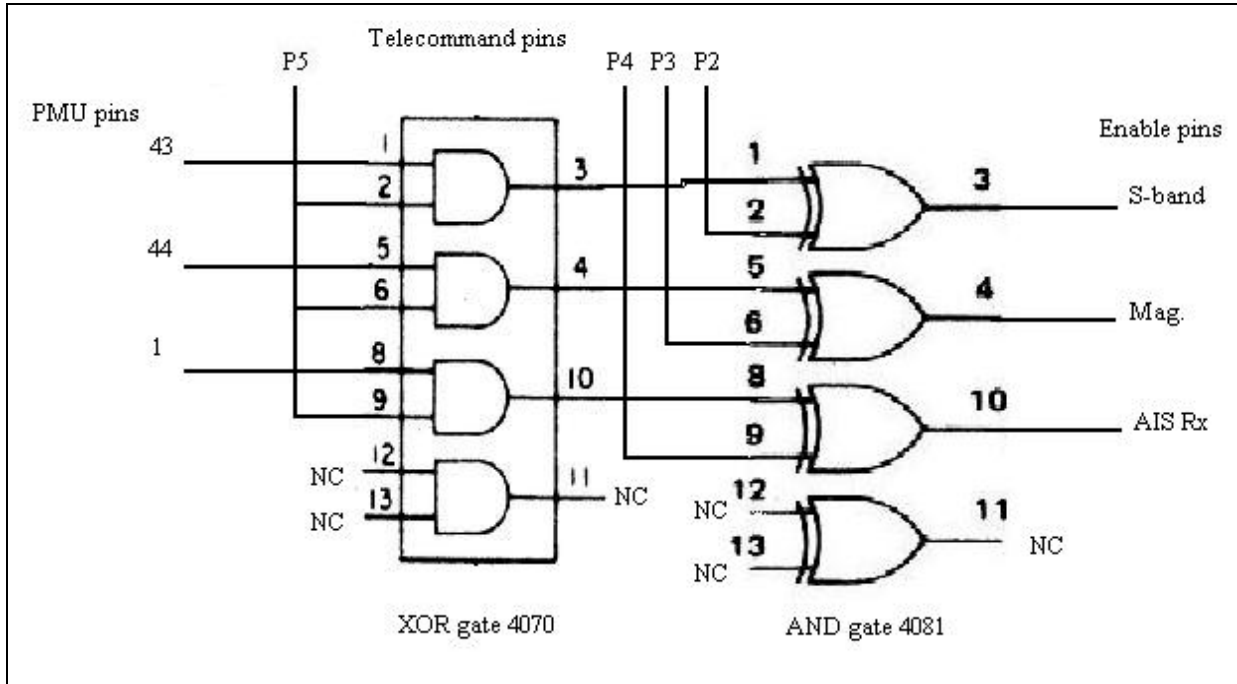 Telecommand pins
P5 P4 P3 P2
PMU pins
Enable pins
43 1 3 1 3
2 2 S-band
44 5 4 5 4
6 6 Mag.
1 8 10 8 10
9 9 AIS Rx
NC 12 11 NC NC 12 11 NC
NC 13 NC 13
XOR gate 4070 AND gate 4081